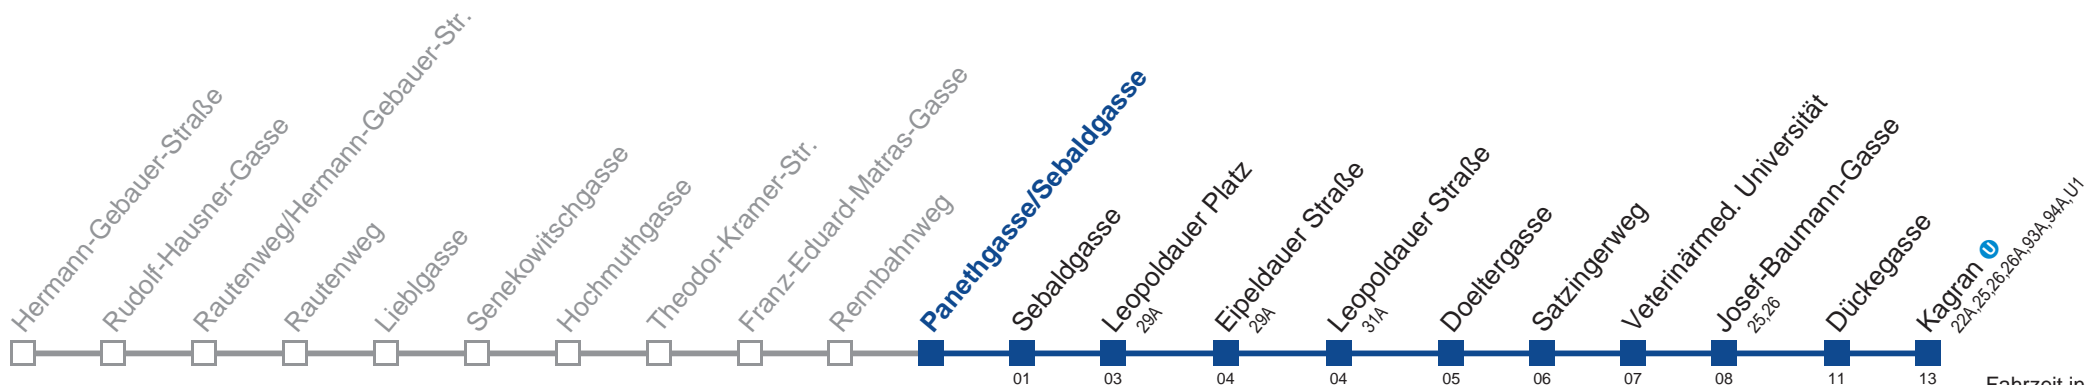 Hermann-Gebauer-Straße
Rudolf-Hausner-Gasse
Rautenweg/Hermann-Gebauer-Str.
Rautenweg
Lieblgasse
Senekowitschgasse
Hochmuthgasse
Theodor-Kramer-Str.
Franz-Eduard-Matras-Gasse
Rennbahnweg
Panethgasse/Sebaldgasse
Sebaldgasse
Leopoldauer Platz
29A
Eipeldauer Straße
29A
Leopoldauer Straße
31A
Doeltergasse
Satzingerweg
Veterinärmed. Universität
Josef-Baumann-Gasse
25,26
Dückegasse
Kagran U
22A,25,26,26A,93A,94A,U1
01 03 04 04 05 06 07 08 11 13
Fahrzeit in